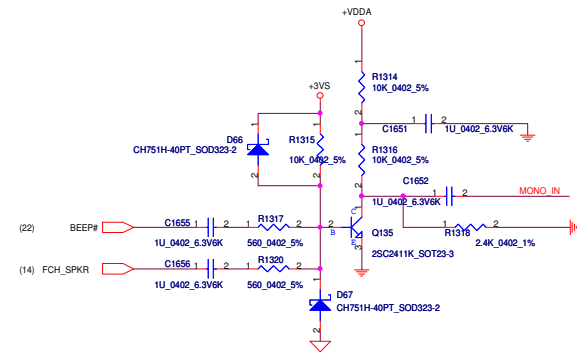 +VDDA
1
R1314
10K_0402_5%
2
+3VS
C1651
1 2
1U_0402_6.3V6K
D66
CH751H-40PT_SOD323-2
1
2
1
R1315
10K_0402_5%
2
1
R1316
10K_0402_5%
2
C1652
1U_0402_6.3V6K
1 2
MONO_IN
(22) BEEP# C1655
1 2
1U_0402_6.3V6K
R1317
1 2
560_0402_5%
2
B
C
1
E
3
Q135
2SC2411K_SOT23-3
1 2
R1318
2.4K_0402_1%
(14) FCH_SPKR C1656
1 2
1U_0402_6.3V6K
R1320
1 2
560_0402_5%
1
D67
CH751H-40PT_SOD323-2
2